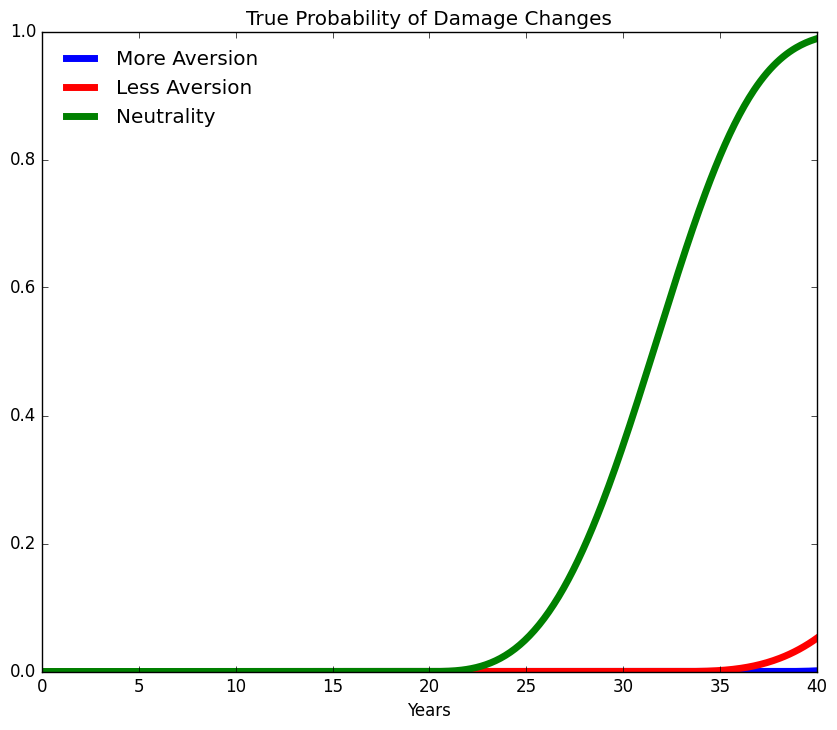 True Probability of Damage Changes
More Aversion
Less Aversion
Neutrality
1.0
0.8
0.6
0.4
0.2
0.0
0 5 10 15 20 25 30 35 40
Years